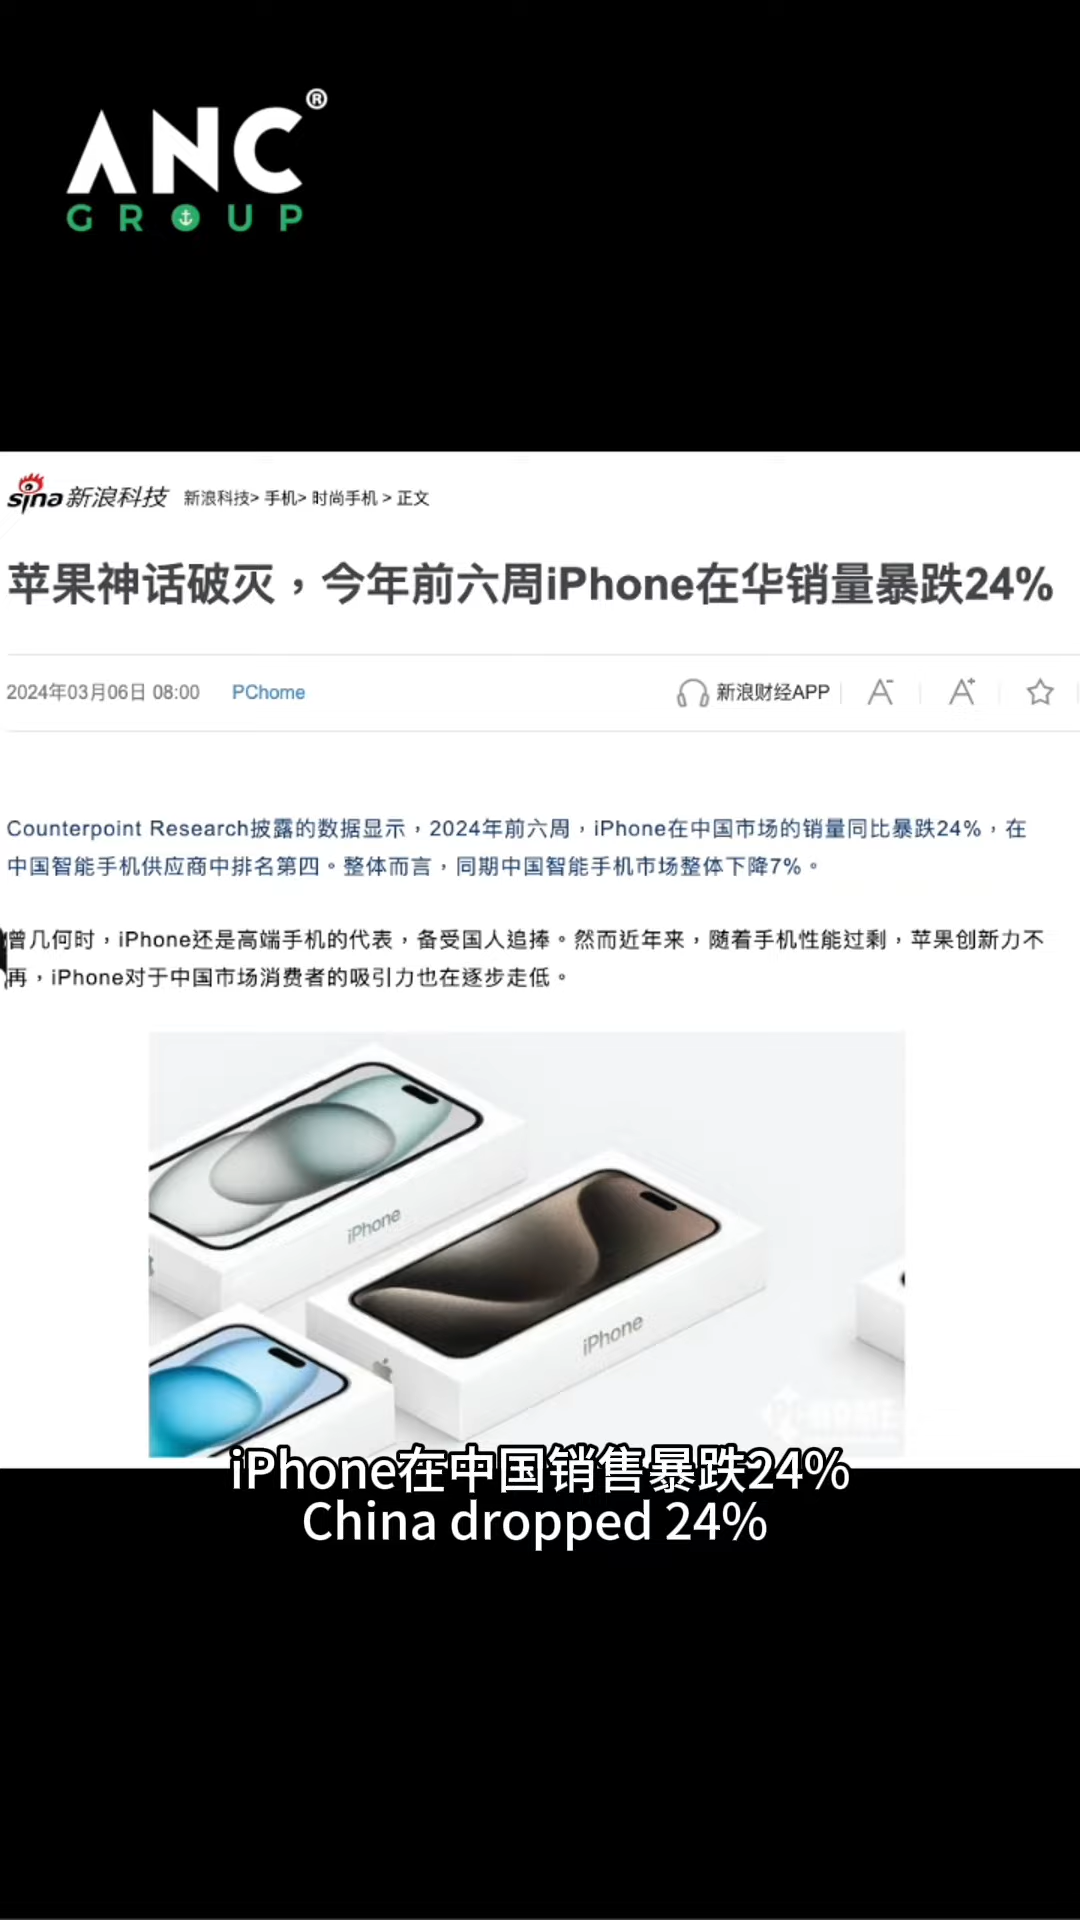 ANC®
GROUP
sina新浪科技 新浪科技> 手机> 时尚手机 > 正文
苹果神话破灭，今年前六周iPhone在华销量暴跌24%
2024年03月06日 08:00 PChome 新浪财经APP A- A+
Counterpoint Research披露的数据显示，2024年前六周，iPhone在中国市场的销量同比暴跌24%，在
中国智能手机供应商中排名第四。整体而言，同期中国智能手机市场整体下降7%。
曾几何时，iPhone还是高端手机的代表，备受国人追捧。然而近年来，随着手机性能过剩，苹果创新力不
再，iPhone对于中国市场消费者的吸引力也在逐步走低。
iPhone
iPhone
PCHOME
iPhone在中国销售暴跌24%
China dropped 24%